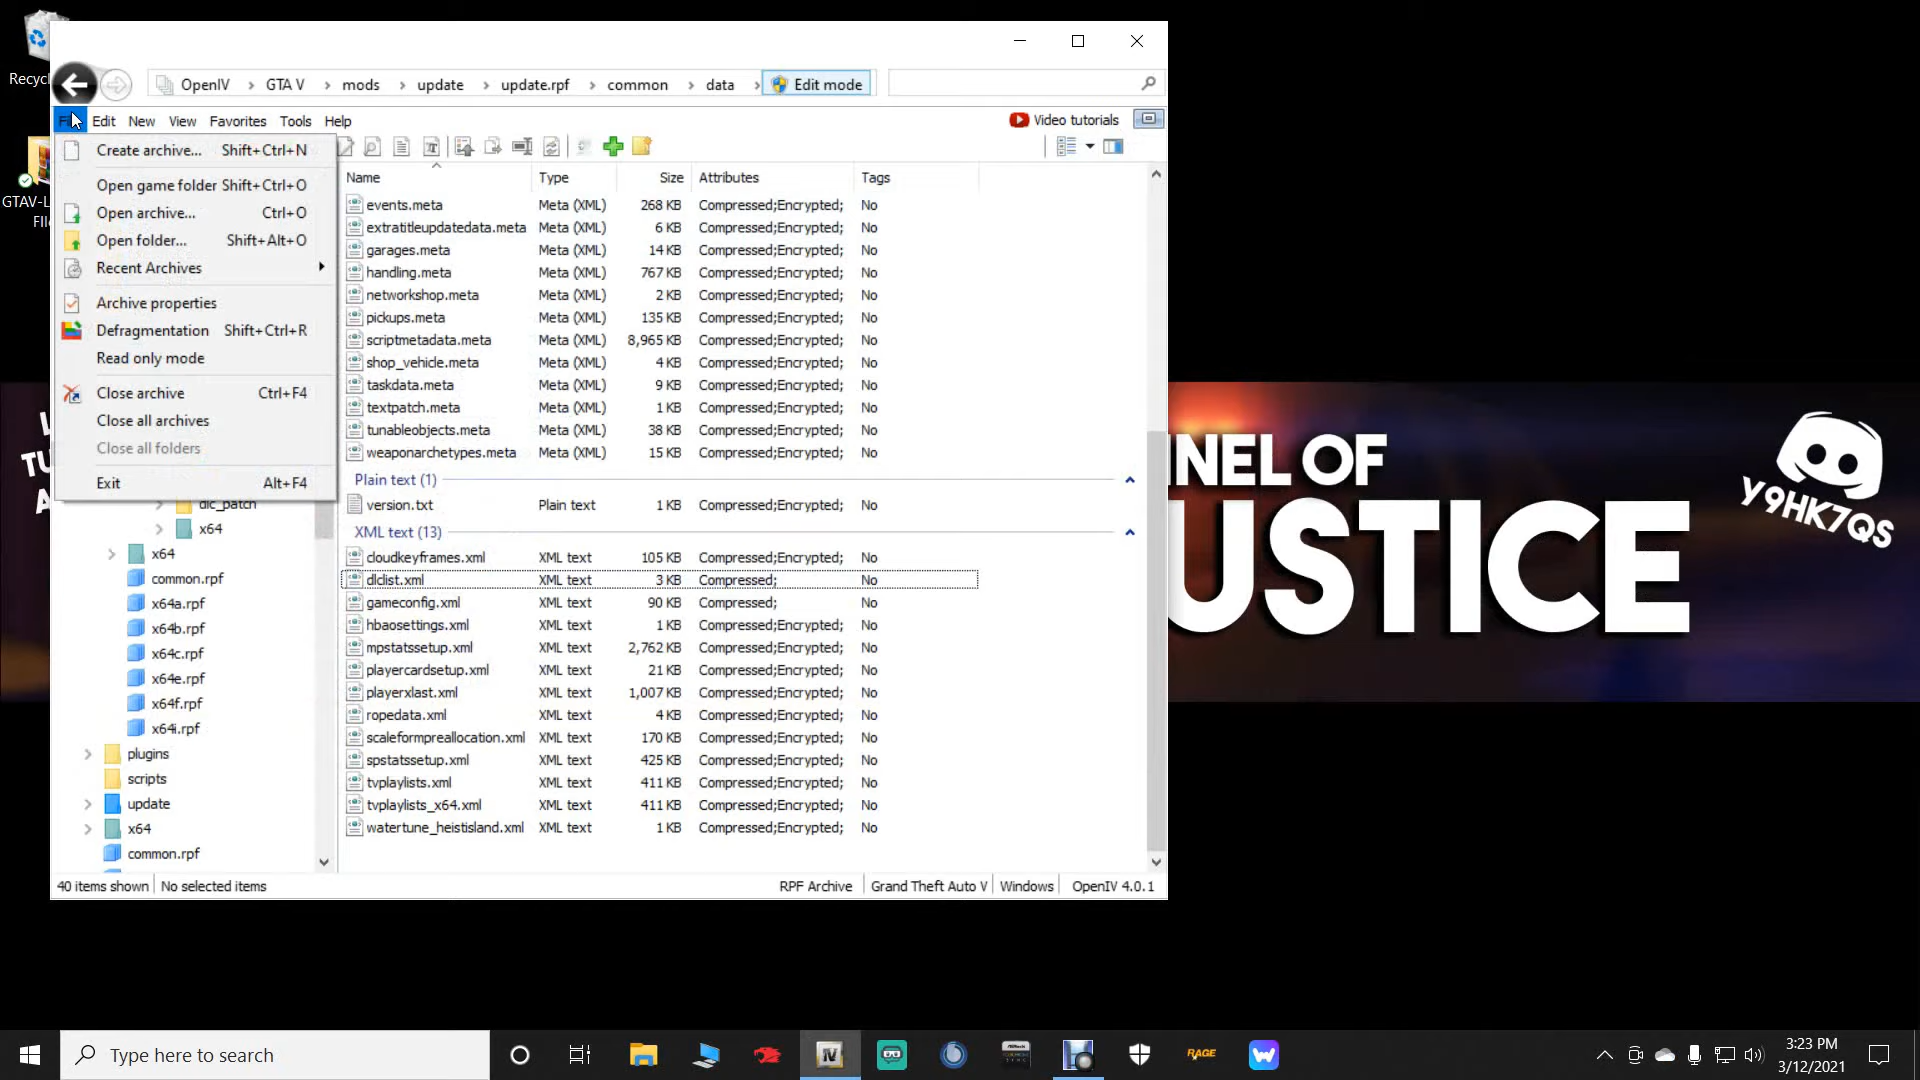 Recyc
GTAV-L
FIle
OpenIV > GTA V > mods > update > update.rpf > common > data > Edit mode
Edit New View Favorites Tools Help
Video tutorials
Create archive... Shift+Ctrl+N
Open game folder Shift+Ctrl+O
Open archive... Ctrl+O
Open folder... Shift+Alt+O
Recent Archives
Archive properties
Defragmentation Shift+Ctrl+R
Read only mode
Close archive Ctrl+F4
Close all archives
Close all folders
Exit Alt+F4
dlc_patch
x64
x64
common.rpf
x64a.rpf
x64b.rpf
x64c.rpf
x64e.rpf
x64f.rpf
x64i.rpf
plugins
scripts
update
x64
common.rpf
Name Type Size Attributes Tags
events.meta Meta (XML) 268 KB Compressed;Encrypted; No
extratitleupdatedata.meta Meta (XML) 6 KB Compressed;Encrypted; No
garages.meta Meta (XML) 14 KB Compressed;Encrypted; No
handling.meta Meta (XML) 767 KB Compressed;Encrypted; No
networkshop.meta Meta (XML) 2 KB Compressed;Encrypted; No
pickups.meta Meta (XML) 135 KB Compressed;Encrypted; No
scriptmetadata.meta Meta (XML) 8,965 KB Compressed;Encrypted; No
shop_vehicle.meta Meta (XML) 4 KB Compressed;Encrypted; No
taskdata.meta Meta (XML) 9 KB Compressed;Encrypted; No
textpatch.meta Meta (XML) 1 KB Compressed;Encrypted; No
tunableobjects.meta Meta (XML) 38 KB Compressed;Encrypted; No
weaponarchetypes.meta Meta (XML) 15 KB Compressed;Encrypted; No
Plain text (1)
version.txt Plain text 1 KB Compressed;Encrypted; No
XML text (13)
cloudkeyframes.xml XML text 105 KB Compressed;Encrypted; No
dlclist.xml XML text 3 KB Compressed; No
gameconfig.xml XML text 90 KB Compressed; No
hbaosettings.xml XML text 1 KB Compressed;Encrypted; No
mpstatssetup.xml XML text 2,762 KB Compressed;Encrypted; No
playercardsetup.xml XML text 21 KB Compressed;Encrypted; No
playerxlast.xml XML text 1,007 KB Compressed;Encrypted; No
ropedata.xml XML text 4 KB Compressed;Encrypted; No
scaleformpreallocation.xml XML text 170 KB Compressed;Encrypted; No
spstatssetup.xml XML text 425 KB Compressed;Encrypted; No
tvplaylists.xml XML text 411 KB Compressed;Encrypted; No
tvplaylists_x64.xml XML text 411 KB Compressed;Encrypted; No
watertune_heistisland.xml XML text 1 KB Compressed;Encrypted; No
40 items shown No selected items RPF Archive Grand Theft Auto V Windows OpenIV 4.0.1
NEL OF
USTICE
Y9HK7QS
Type here to search
IV
RAGE
3:23 PM
3/12/2021